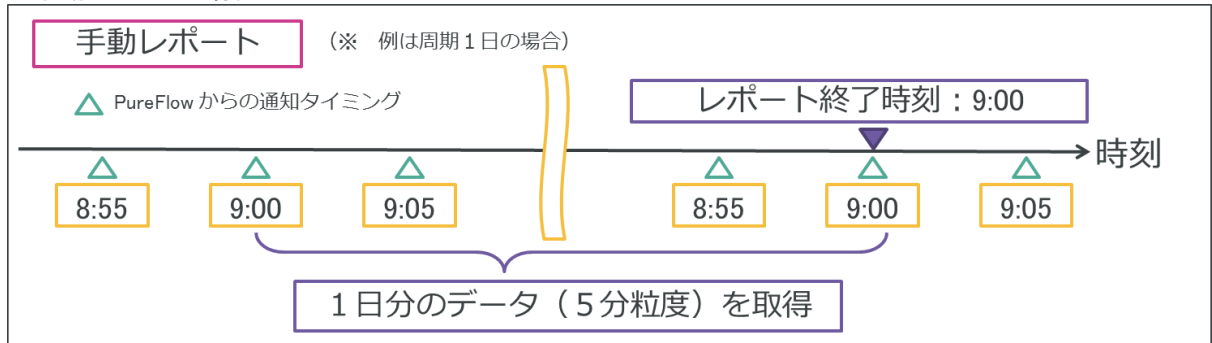 手動レポート
（※　例は周期１日の場合）
PureFlow からの通知タイミング
レポート終了時刻：9:00
時刻
8:55
9:00
9:05
8:55
9:00
9:05
１日分のデータ（５分粒度）を取得